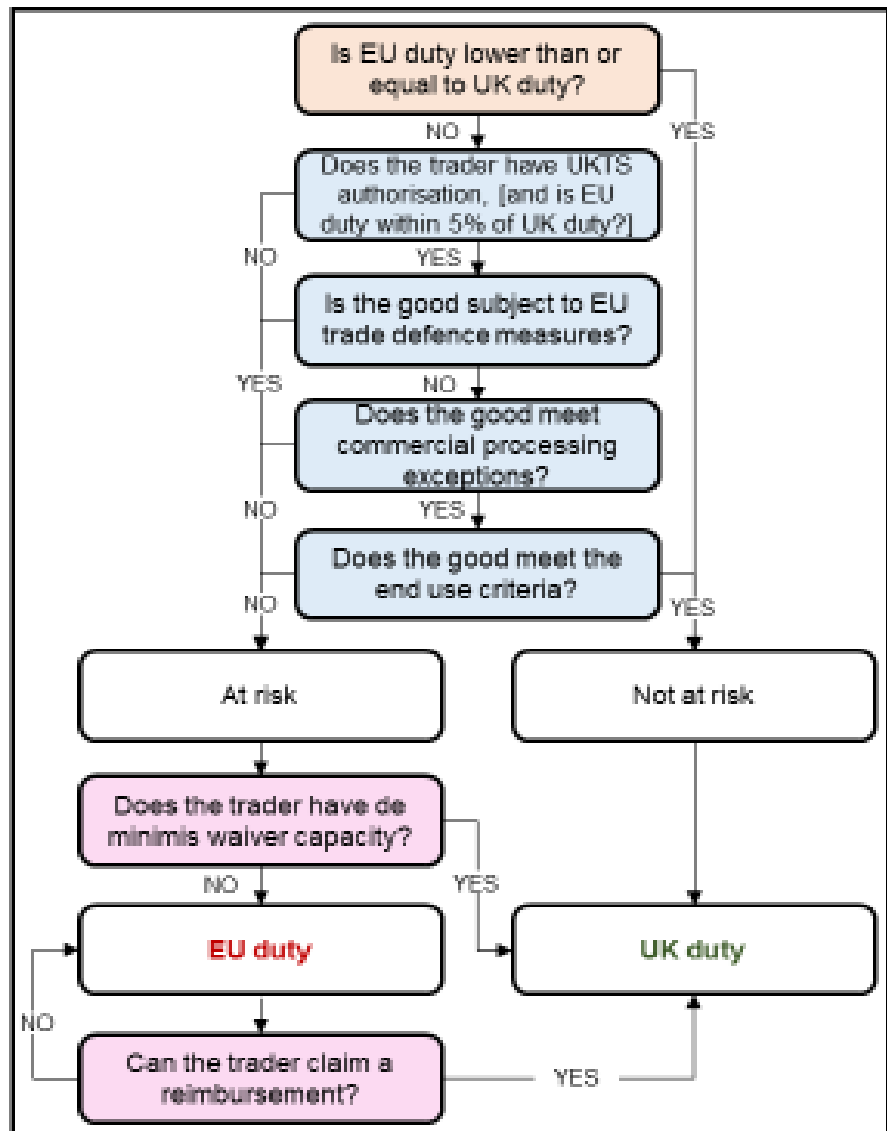 Is EU duty lower than or
equal to UK duty?
NO
YES
Does the trader have UKTS
authorisation, [and is EU
duty within 5% of UK duty?]
NO
YES
Is the good subject to EU
trade defence measures?
YES
NO
Does the good meet
commercial processing
exceptions?
NO
YES
Does the good meet the
end use criteria?
NO
YES
At risk
Not at risk
Does the trader have de
minimis waiver capacity?
NO
YES
EU duty
UK duty
NO
Can the trader claim a
reimbursement?
YES